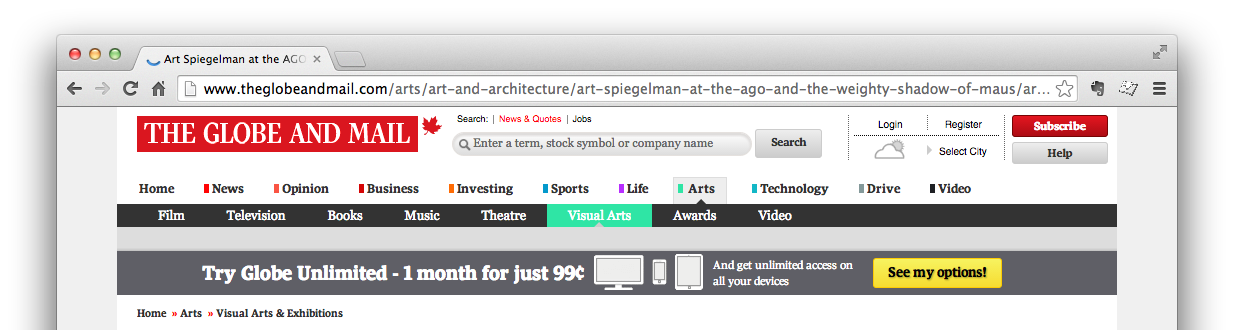 Art Spiegelman at the AGO
www.theglobeandmail.com/arts/art-and-architecture/art-spiegelman-at-the-ago-and-the-weighty-shadow-of-maus/ar...
THE GLOBE AND MAIL
Search: | News & Quotes | Jobs
Enter a term, stock symbol or company name
Search
Login
Register
Select City
Subscribe
Help
Home News Opinion Business Investing Sports Life Arts Technology Drive Video
Film Television Books Music Theatre Visual Arts Awards Video
Try Globe Unlimited - 1 month for just 99¢
And get unlimited access on
all your devices
See my options!
Home » Arts » Visual Arts & Exhibitions